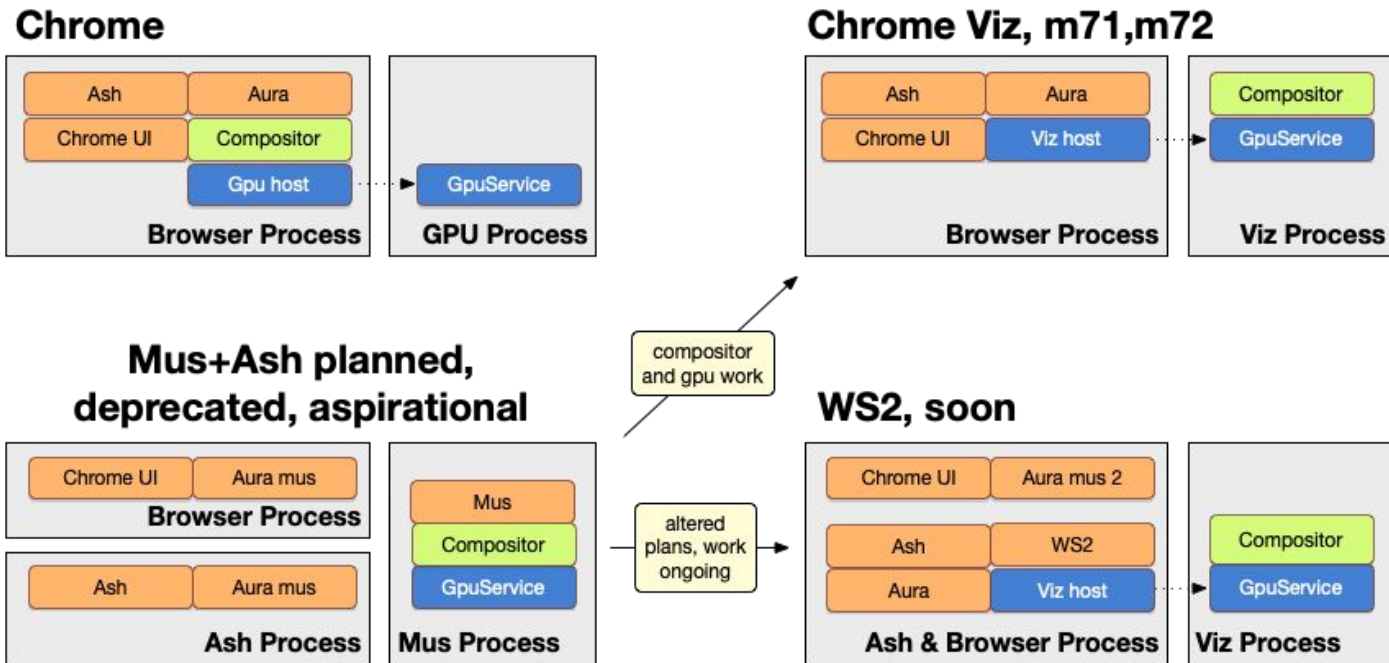 Chrome
Ash
Aura
Chrome UI
Compositor
Gpu host
Browser Process
GpuService
GPU Process
Chrome Viz, m71,m72
Ash
Aura
Chrome UI
Viz host
Browser Process
Compositor
GpuService
Viz Process
compositor
and gpu work
Mus+Ash planned,
deprecated, aspirational
Chrome UI
Aura mus
Browser Process
Ash
Aura mus
Ash Process
Mus
Compositor
GpuService
Mus Process
altered
plans, work
ongoing
WS2, soon
Chrome UI
Aura mus 2
Ash
WS2
Aura
Viz host
Ash & Browser Process
Compositor
GpuService
Viz Process